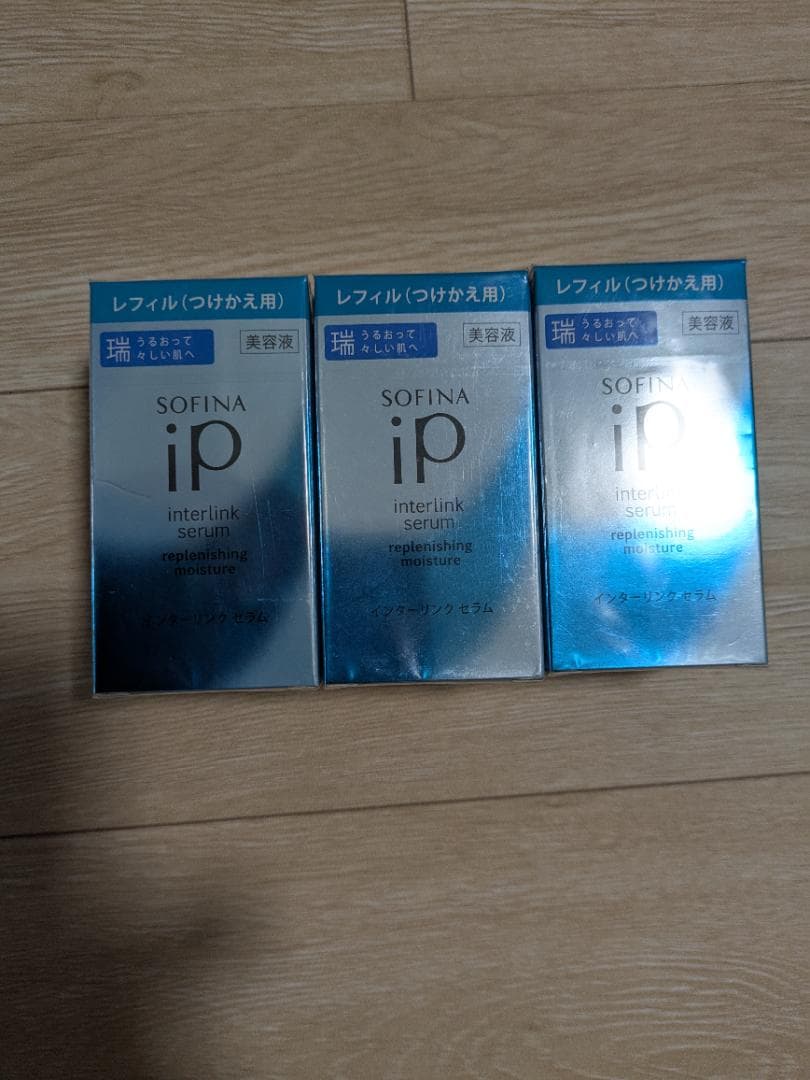 レフィル(つけかえ用)
瑞 うるおって
々しい肌へ
美容液
SOFINA
iP
interlink
serum
replenishing
moisture
インターリンク セラム
レフィル(つけかえ用)
瑞 うるおって
々しい肌へ
美容液
SOFINA
iP
interlink
serum
replenishing
moisture
インターリンク セラム
レフィル(つけかえ用)
瑞 うるおって
々しい肌へ
美容液
SOFINA
iP
interlink
serum
replenishing
moisture
インターリンク セラム